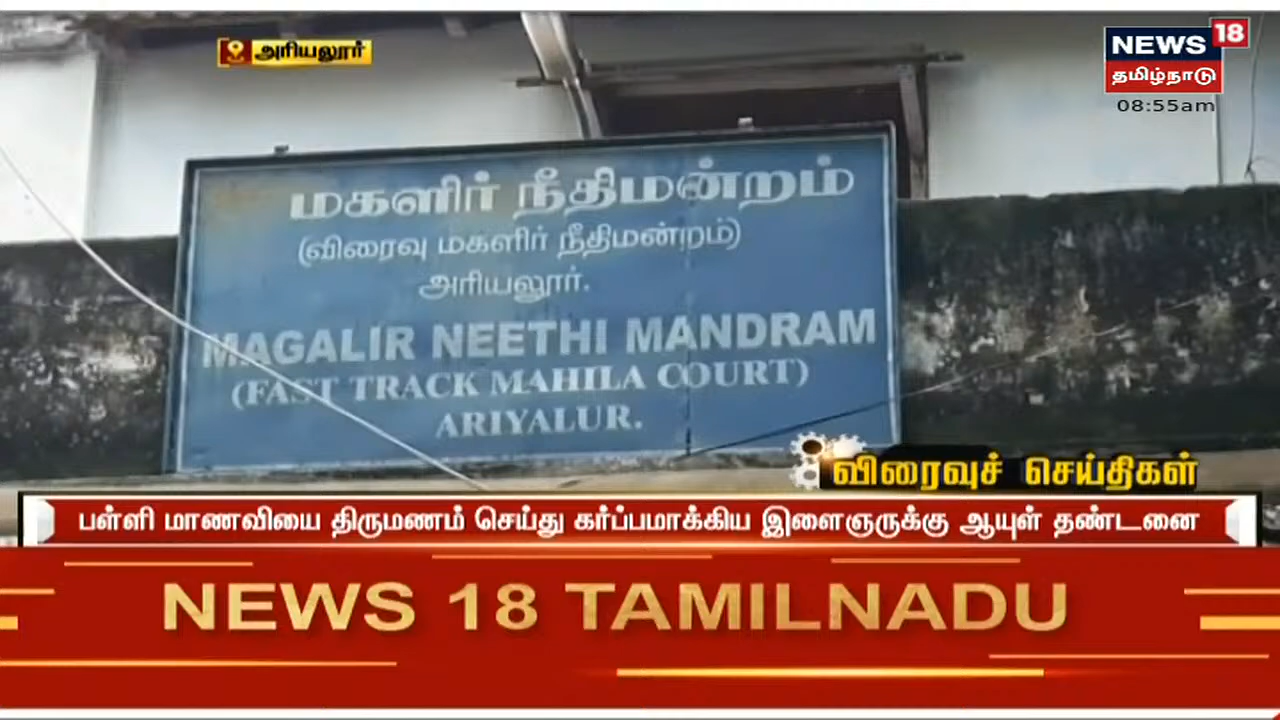 அரியலூர்
NEWS 18
தமிழ்நாடு
08:55am
மகளிர் நீதிமன்றம்
(விரைவு மகளிர் நீதிமன்றம்)
அரியலூர்.
MAGALIR NEETHI MANDRAM
(FAST TRACK MAHILA COURT)
ARIYALUR.
விரைவுச் செய்திகள்
பள்ளி மாணவியை திருமணம் செய்து கர்ப்பமாக்கிய இளைஞருக்கு ஆயுள் தண்டனை
NEWS 18 TAMILNADU